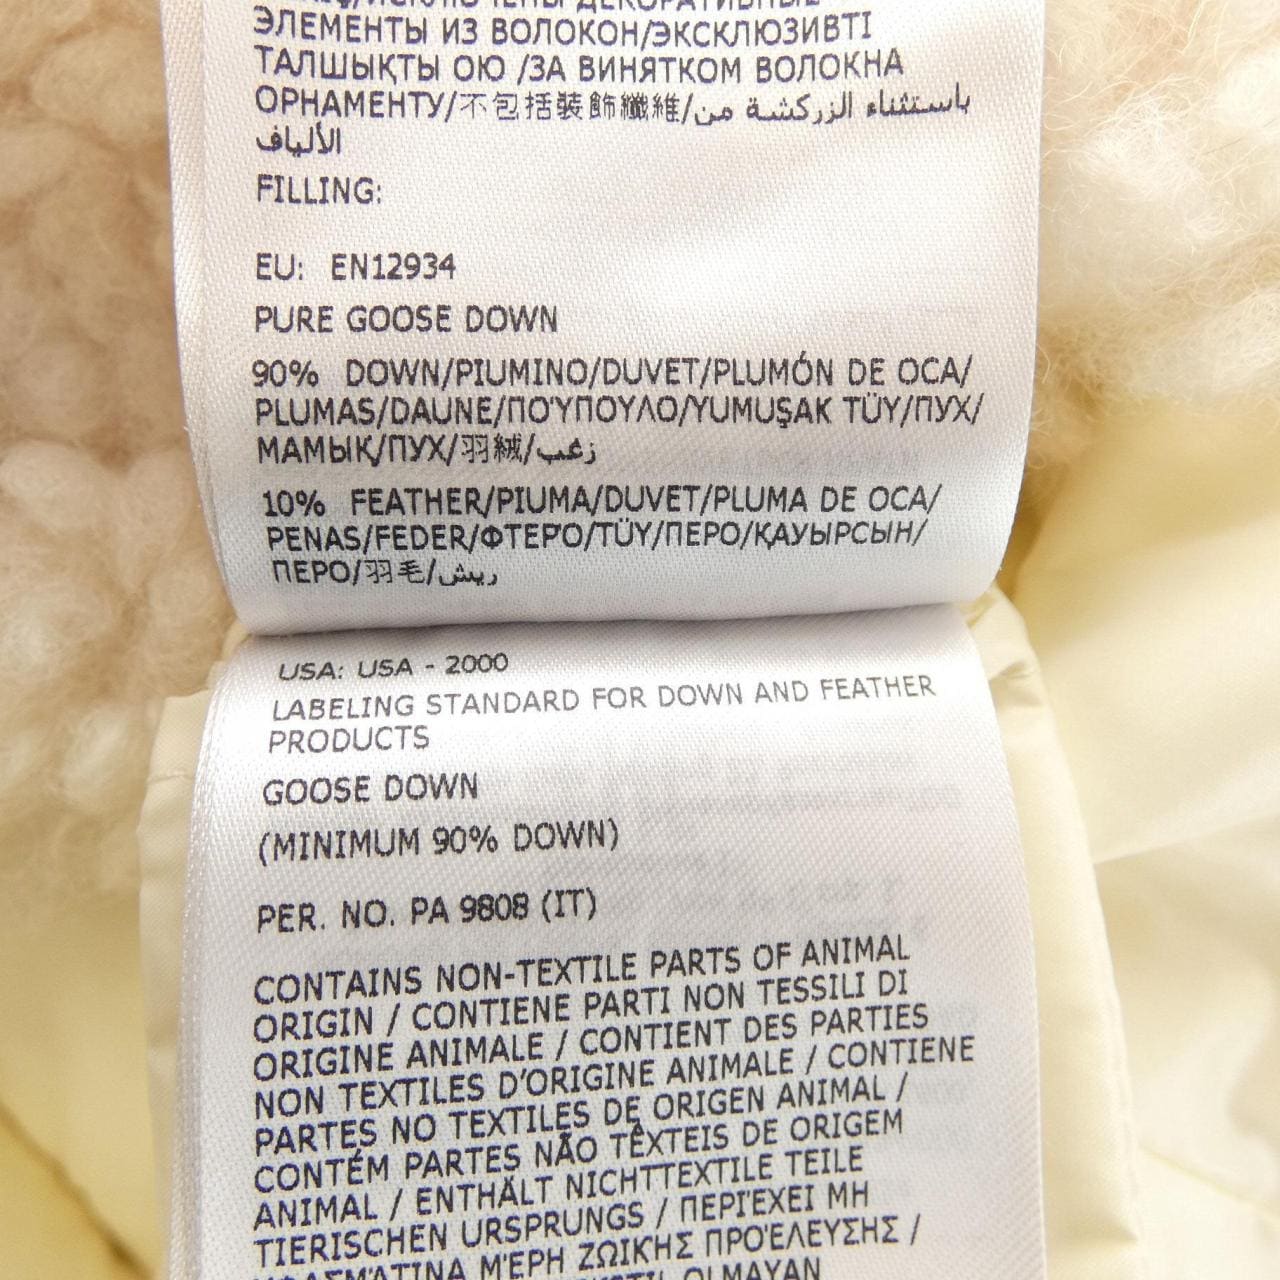 ЭЛЕМЕНТЫ ИЗ ВОЛОКОН/ЭКСКЛЮЗИВТІ
ТАЛШЫҚТЫ ОЮ /ЗА ВИНЯТКОМ ВОЛОКНА
ОРНАМЕНТУ/不包括裝飾纖維/باستثناء الزركشة من
الألياف
FILLING:
EU: EN12934
PURE GOOSE DOWN
90% DOWN/PIUMINO/DUVET/PLUMÓN DE OCA/
PLUMAS/DAUNE/ΠΟΎΠΟΥΛΟ/YUMUŞAK TÜY/ПУХ/
МАМЫҚ/ПУХ/羽絨/زغب
10% FEATHER/PIUMA/DUVET/PLUMA DE OCA/
PENAS/FEDER/ΦΤΕΡΌ/TÜY/ПЕРО/ҚАУЫРСЫН/
ПЕРО/羽毛/ريش
USA: USA - 2000
LABELING STANDARD FOR DOWN AND FEATHER
PRODUCTS
GOOSE DOWN
(MINIMUM 90% DOWN)
PER. NO. PA 9808 (IT)
CONTAINS NON-TEXTILE PARTS OF ANIMAL
ORIGIN / CONTIENE PARTI NON TESSILI DI
ORIGINE ANIMALE / CONTIENT DES PARTIES
NON TEXTILES D'ORIGINE ANIMALE / CONTIENE
PARTES NO TEXTILES DE ORIGEN ANIMAL /
CONTÉM PARTES NÃO TÊXTEIS DE ORIGEM
ANIMAL / ENTHÄLT NICHTTEXTILE TEILE
TIERISCHEN URSPRUNGS / ΠΕΡΙΈΧΕΙ ΜΗ
ΥΦΑΣΜΆΤΙΝΑ ΜΈΡΗ ΖΩΙΚΉΣ ΠΡΟΈΛΕΥΣΗΣ /
OLMAYAN